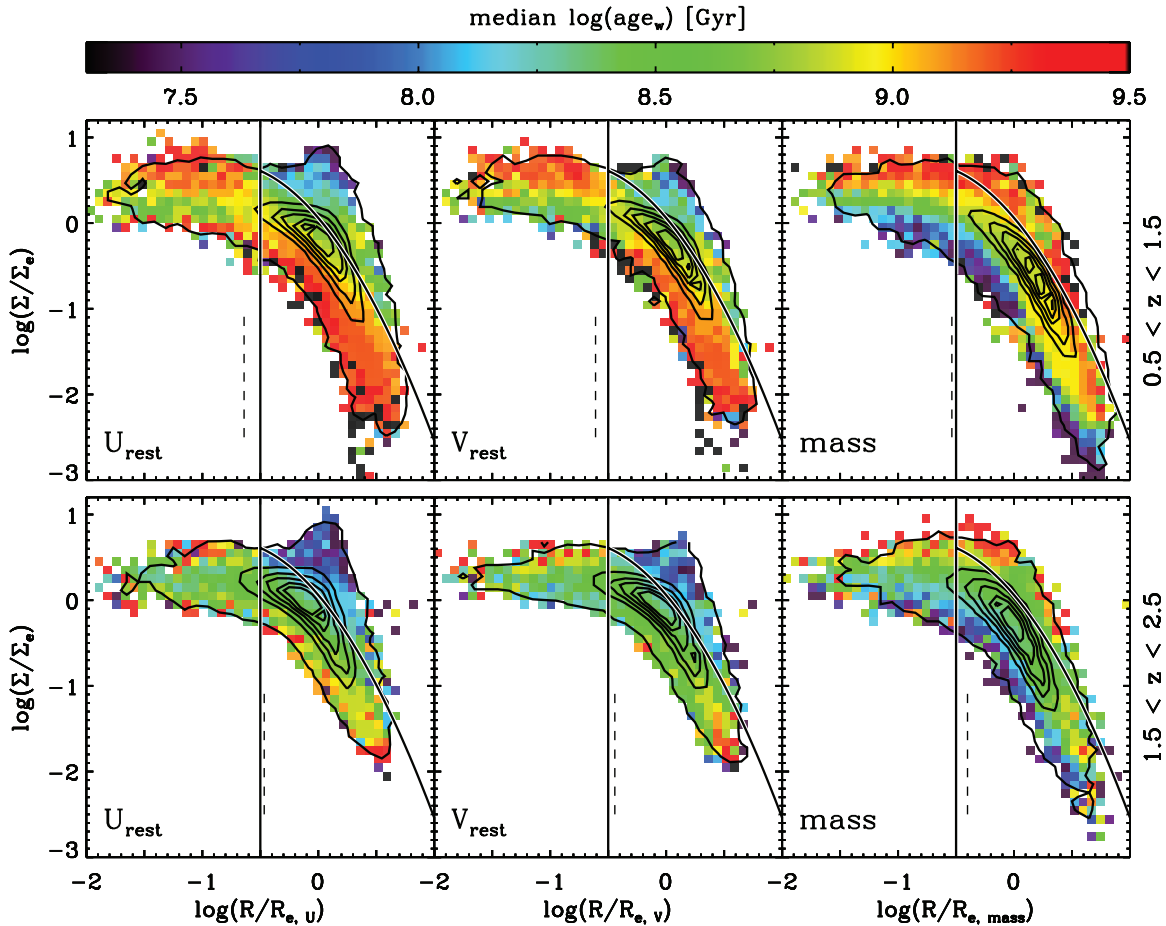 median log(age_w) [Gyr]
7.5 8.0 8.5 9.0 9.5
1
0
−1
−2
−3
log(Σ/Σ_e)
U_rest
V_rest
mass
0.5 < z < 1.5
1
0
−1
−2
−3
log(Σ/Σ_e)
U_rest
V_rest
mass
1.5 < z < 2.5
−2 −1 0 −2 −1 0 −2 −1 0
log(R/R_e, U)
log(R/R_e, V)
log(R/R_e, mass)